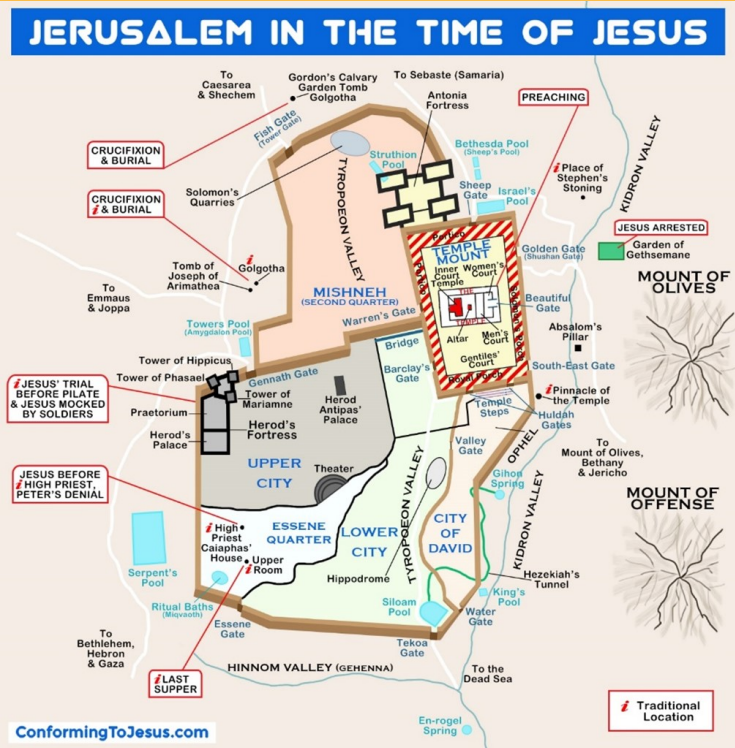 JERUSALEM IN THE TIME OF JESUS
To
Caesarea
& Shechem
Gordon's Calvary
Garden Tomb
Golgotha
To Sebaste (Samaria)
Antonia
Fortress
PREACHING
Fish Gate
(Tower Gate)
CRUCIFIXION
& BURIAL
Struthion
Pool
Bethesda Pool
(Sheep's Pool)
KIDRON VALLEY
i Place of
Stephen's
Stoning
Sheep
Gate
Israel's
Pool
Solomon's
Quarries
TYROPOEON VALLEY
CRUCIFIXION
i & BURIAL
JESUS ARRESTED
Garden of
Gethsemane
Portico
TEMPLE
MOUNT
Golden Gate
(Shushan Gate)
i
Golgotha
Tomb of
Joseph of
Arimathea
Inner
Court
Women's
Court
Temple
THE
TEMPLE
Altar
Men's
Court
Gentiles'
Court
Royal Porch
MOUNT OF
OLIVES
To
Emmaus
& Joppa
MISHNEH
(SECOND QUARTER)
Beautiful
Gate
Warren's Gate
Towers Pool
(Amygdalon Pool)
Absalom's
Pillar
Bridge
Tower of Hippicus
Tower of Phasael
Gennath Gate
Barclay's
Gate
South-East Gate
i JESUS' TRIAL
BEFORE PILATE
& JESUS MOCKED
BY SOLDIERS
Tower of
Mariamne
Herod
Antipas'
Palace
i Pinnacle of
the Temple
Praetorium
Herod's
Fortress
Temple
Steps
Huldah
Gates
Herod's
Palace
Valley
Gate
OPHEL
To
Mount of Olives,
Bethany
& Jericho
UPPER
CITY
Theater
JESUS BEFORE
i HIGH PRIEST,
PETER'S DENIAL
TYROPOEON VALLEY
Gihon
Spring
KIDRON VALLEY
MOUNT OF
OFFENSE
i High
Priest
Caiaphas'
House
ESSENE
QUARTER
LOWER
CITY
CITY
OF
DAVID
Upper
i Room
Serpent's
Pool
Hippodrome
Hezekiah's
Tunnel
Ritual Baths
(Miqvaoth)
Siloam
Pool
King's
Pool
Water
Gate
Essene
Gate
Tekoa
Gate
To
Bethlehem,
Hebron
& Gaza
HINNOM VALLEY (GEHENNA)
To the
Dead Sea
i LAST
SUPPER
i Traditional
Location
En-rogel
Spring
ConformingToJesus.com